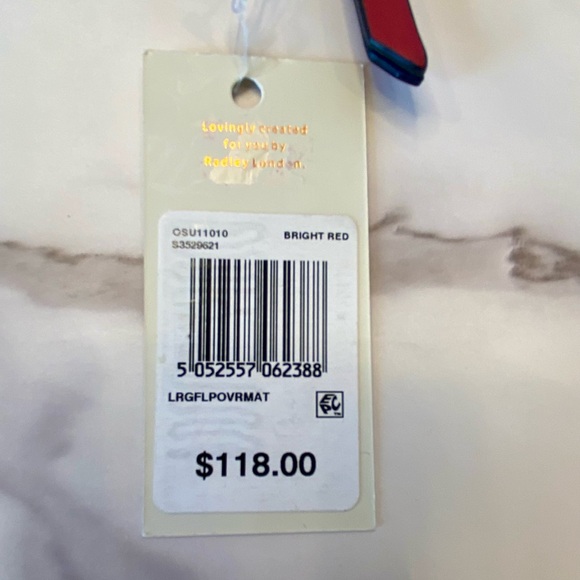 Lovingly created
for you by
Radley London.
OSU11010 BRIGHT RED
S3529621
5 052557 062388
LRGFLPOVRMAT
$118.00